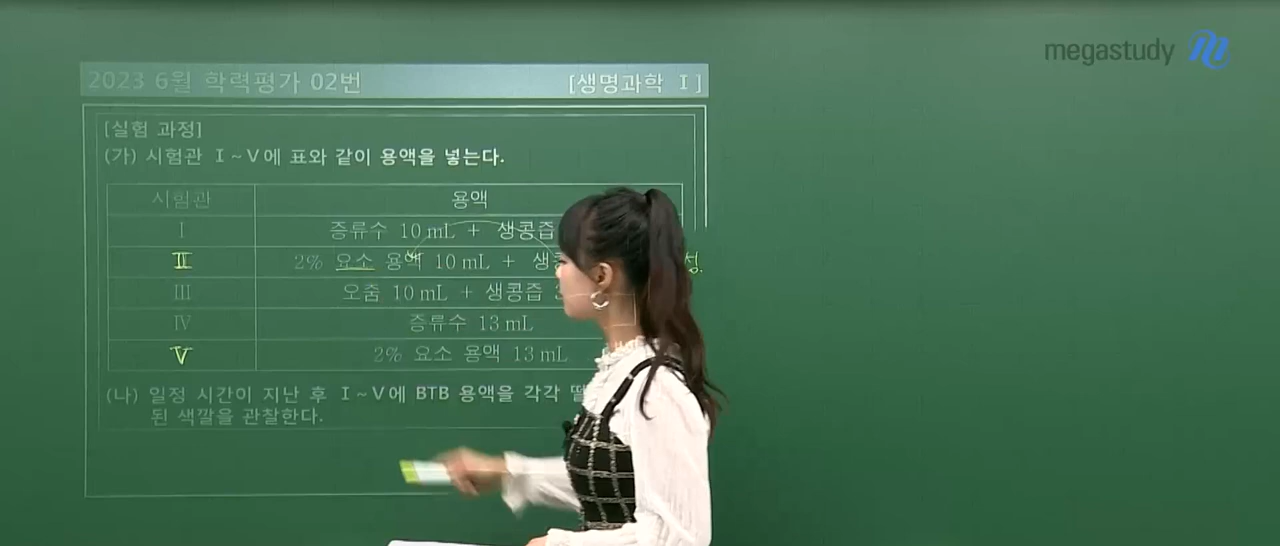 megastudy
2023 6월 학력평가 02번 [생명과학 Ⅰ]
[실험 과정]
(가) 시험관 Ⅰ~Ⅴ에 표와 같이 용액을 넣는다.
시험관 용액
Ⅰ 증류수 10 mL + 생콩즙
Ⅱ 2% 요소 용액 10 mL + 생콩
Ⅲ 오줌 10 mL + 생콩즙 3
Ⅳ 증류수 13 mL
Ⅴ 2% 요소 용액 13 mL
(나) 일정 시간이 지난 후 Ⅰ~Ⅴ에 BTB 용액을 각각
된 색깔을 관찰한다.